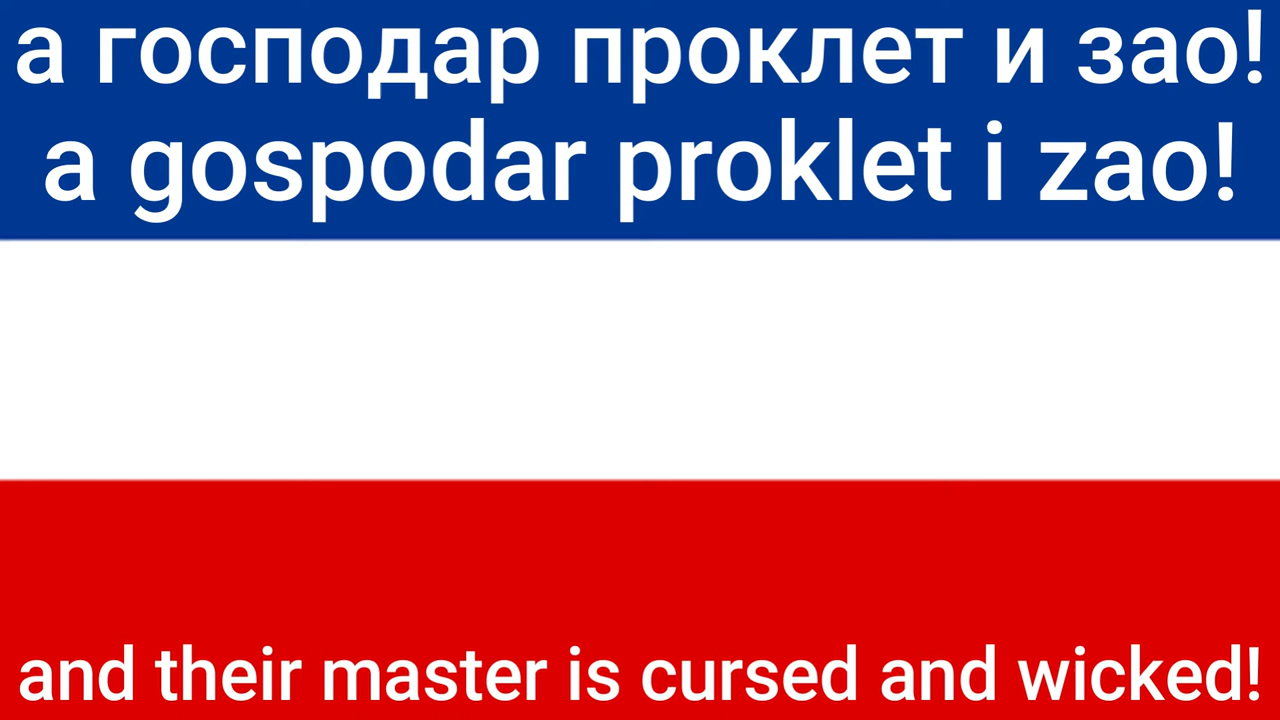 а господар проклет и зао!
a gospodar proklet i zao!
and their master is cursed and wicked!